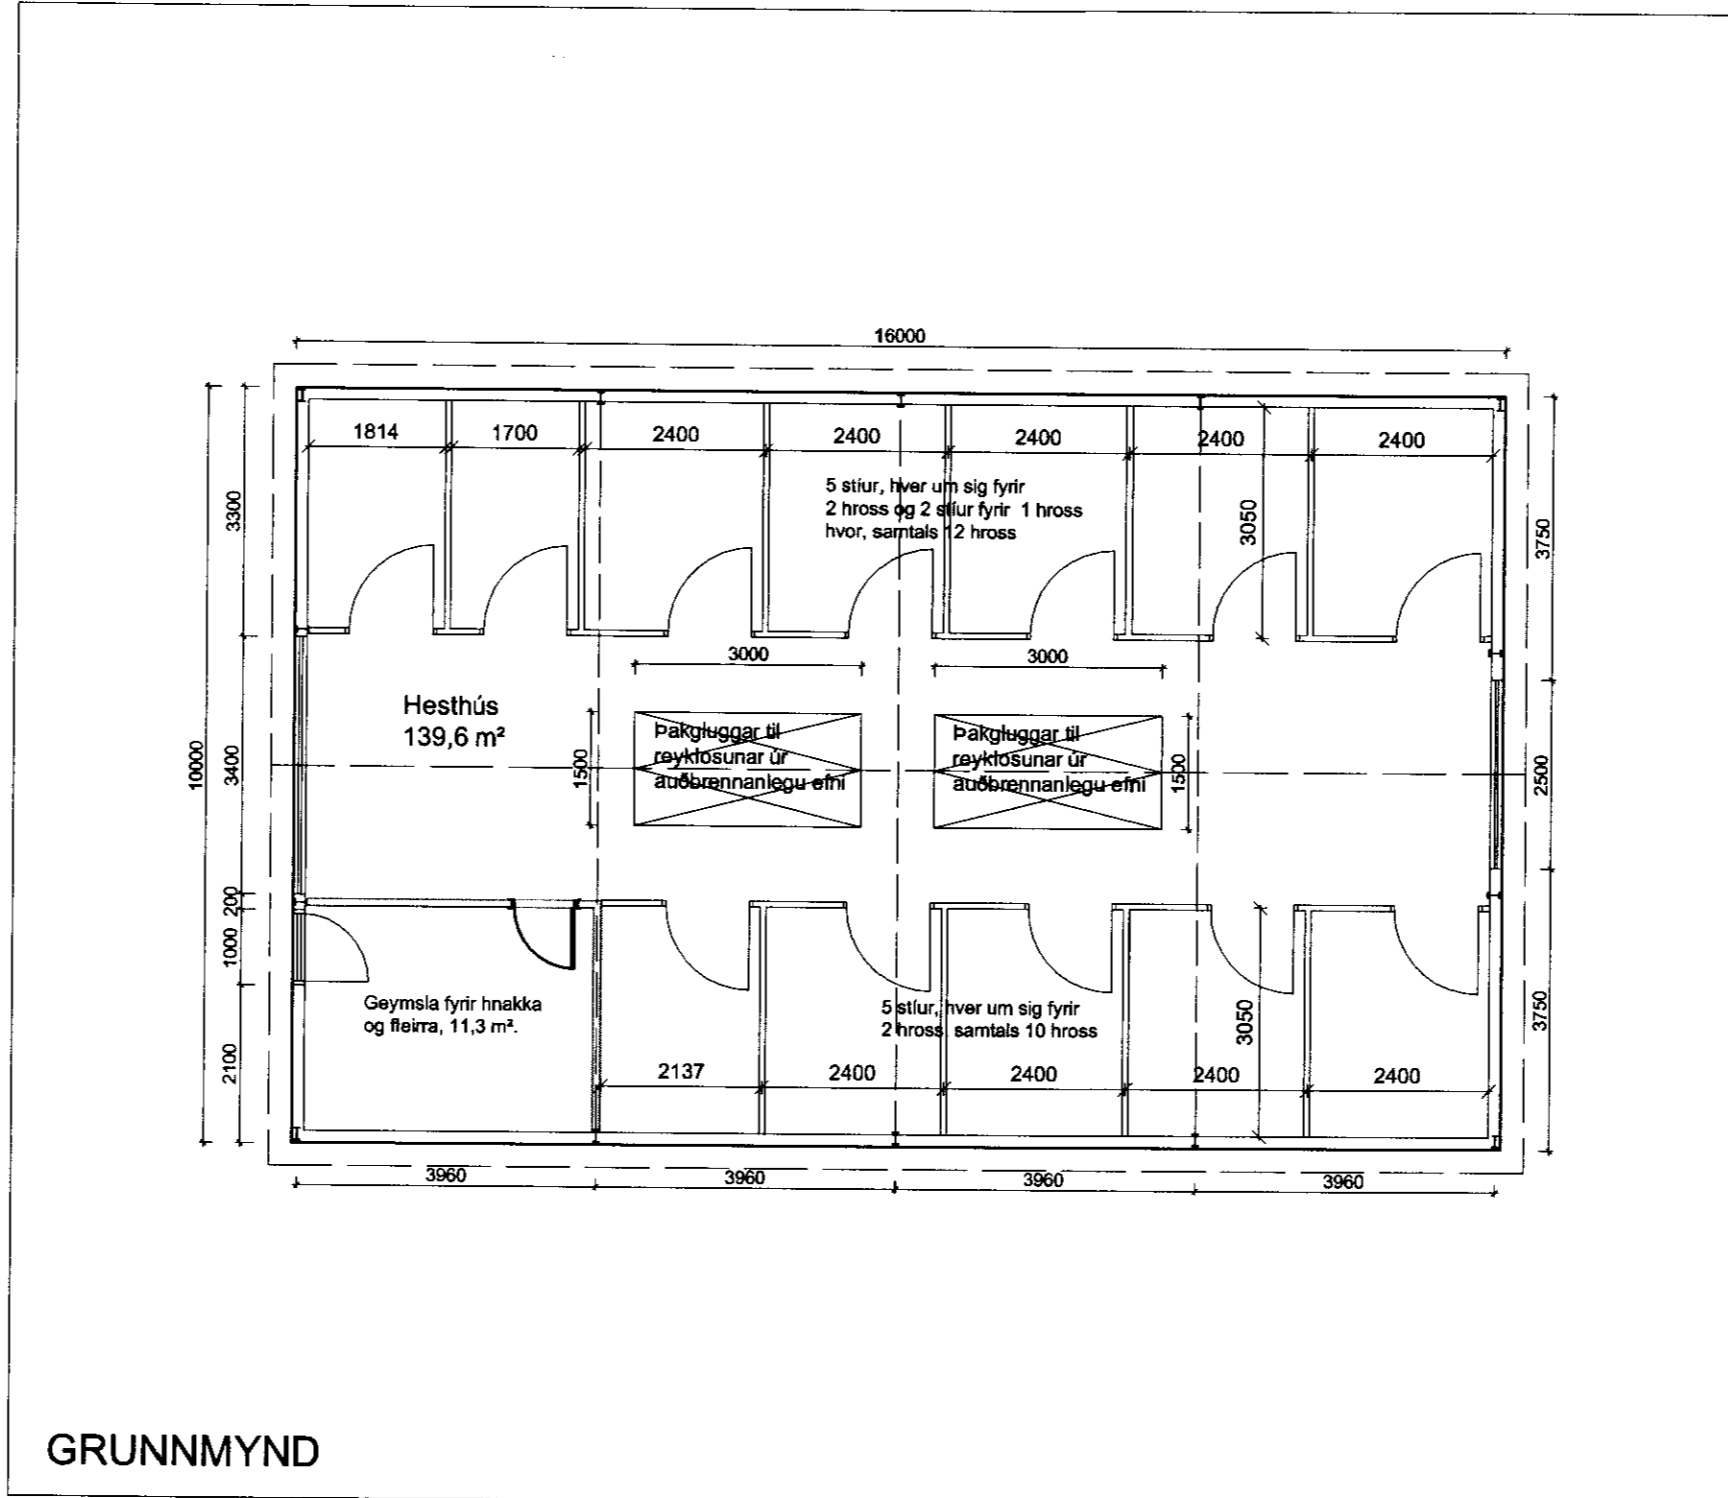 16000
1814
1700
2400
2400
2400
2400
2400
5 stíur, hver um sig fyrir
2 hross og 2 stíur fyrir 1 hross
hvor, samtals 12 hross
3050
3300
3750
3000
3000
Hesthús
139,6 m²
Þakgluggar til
reyklosunar úr
auðbrennanlegu efni
Þakgluggar til
reyklosunar úr
auðbrennanlegu efni
1500
1500
10000
3400
2500
200
1000
2100
Geymsla fyrir hnakka
og fleirra, 11,3 m².
5 stíur, hver um sig fyrir
2 hross, samtals 10 hross
3050
3750
2137
2400
2400
2400
2400
3960
3960
3960
3960
GRUNNMYND